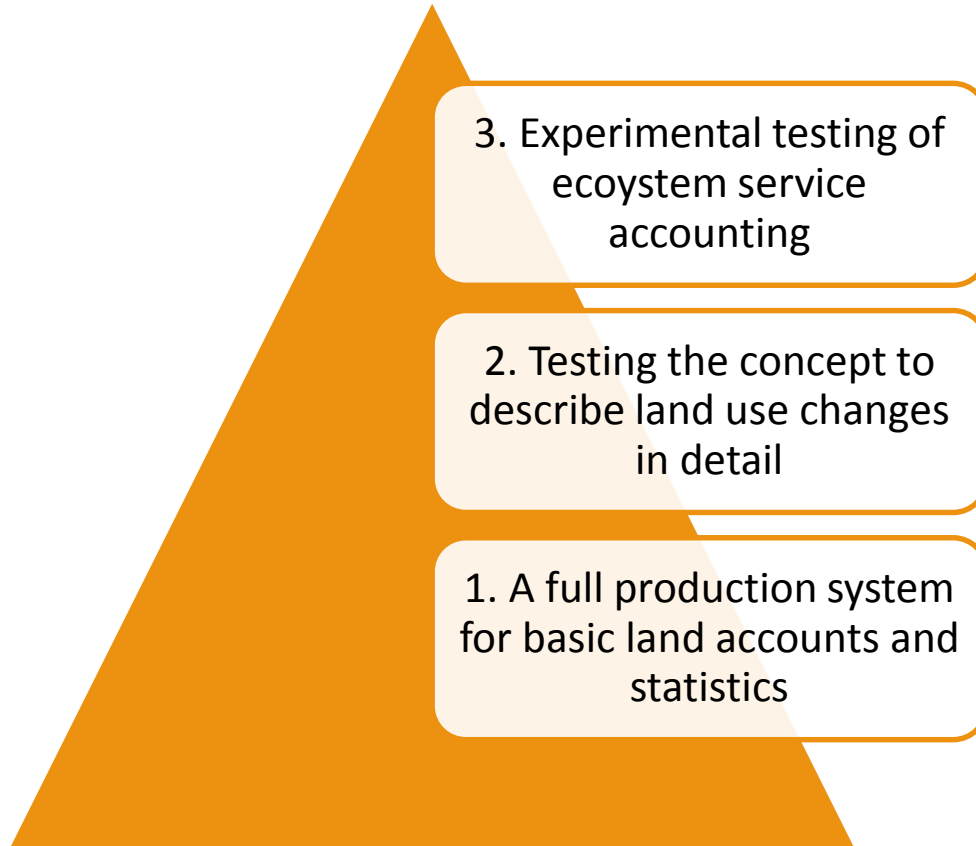 3. Experimental testing of
ecoystem service
accounting
2. Testing the concept to
describe land use changes
in detail
1. A full production system
for basic land accounts and
statistics